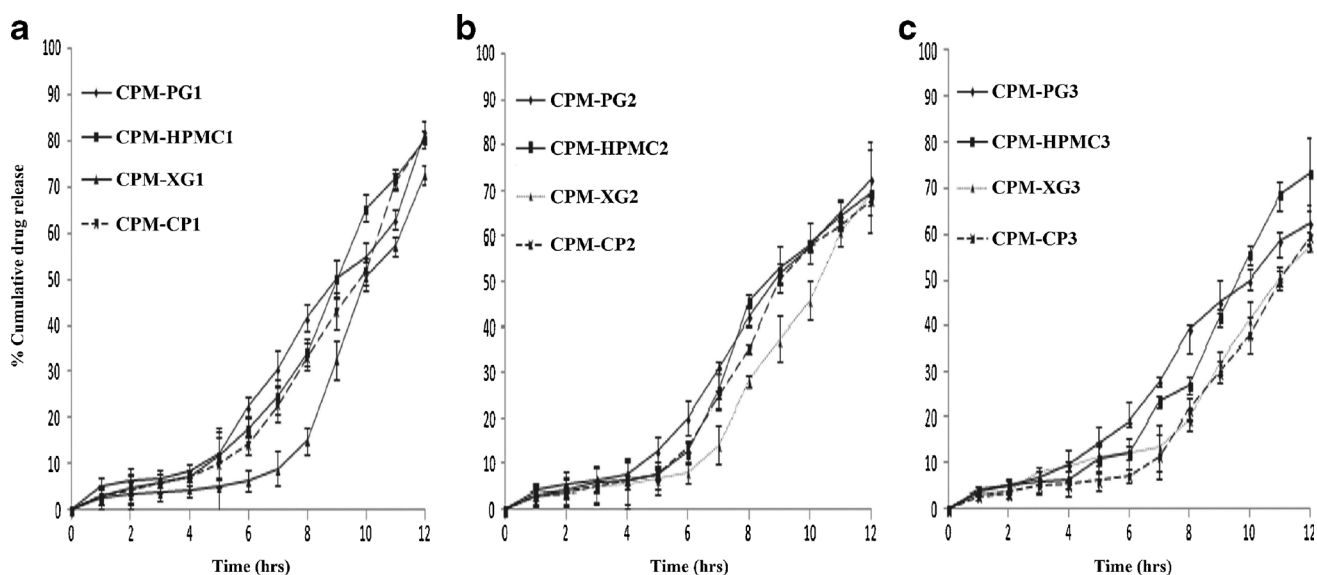 a
100
90
80
70
60
50
40
30
20
10
0
% Cumulative drug release
CPM-PG1
CPM-HPMC1
CPM-XG1
CPM-CP1
0 2 4 6 8 10 12
Time (hrs)
b
100
90
80
70
60
50
40
30
20
10
0
CPM-PG2
CPM-HPMC2
CPM-XG2
CPM-CP2
0 2 4 6 8 10 12
Time (hrs)
c
100
90
80
70
60
50
40
30
20
10
0
CPM-PG3
CPM-HPMC3
CPM-XG3
CPM-CP3
0 2 4 6 8 10 12
Time (hrs)